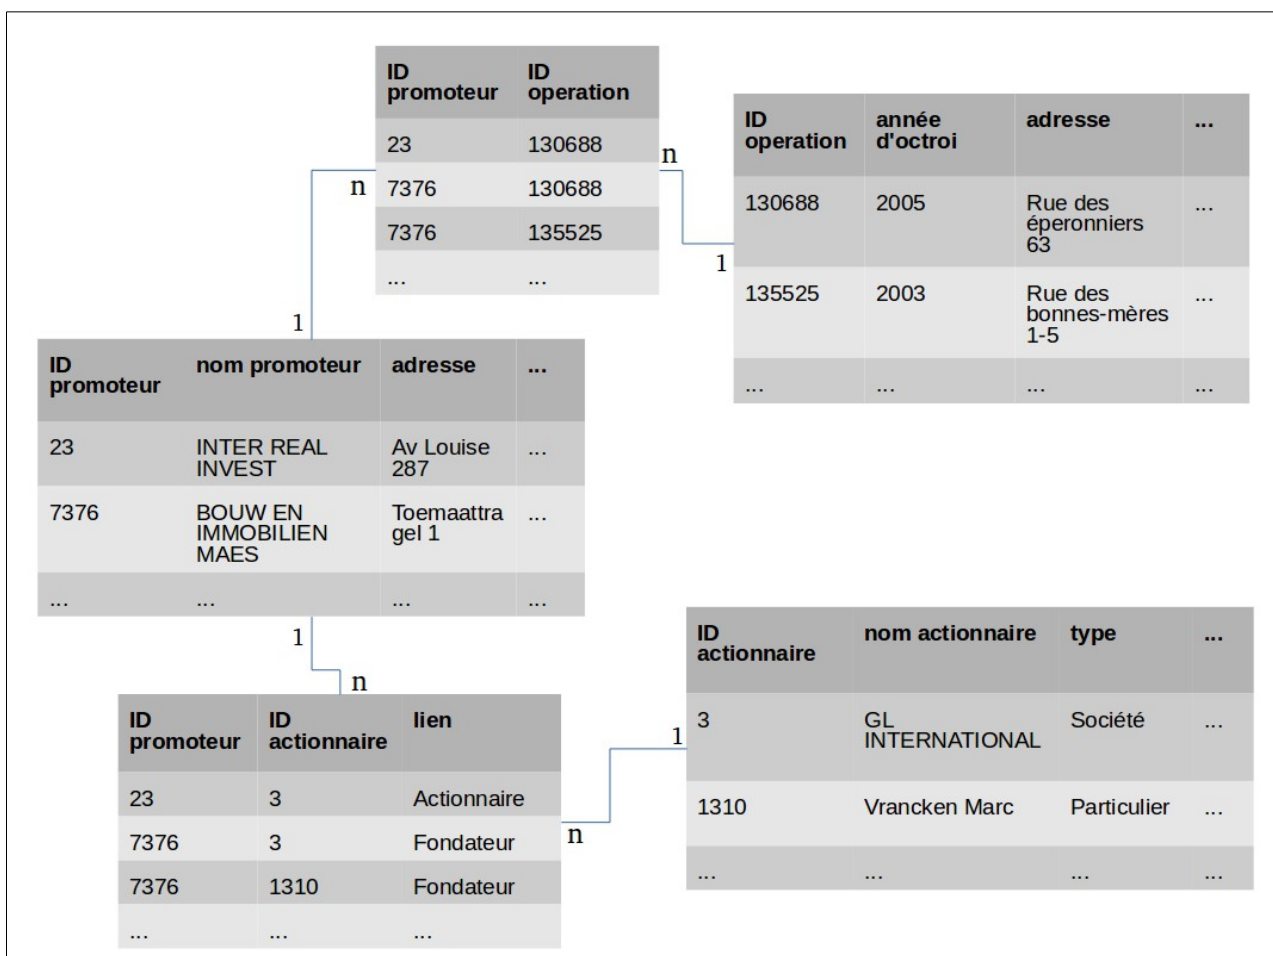 ID promoteur ID operation
23 130688
7376 130688
7376 135525
... ...
n
n
1
1
ID operation année d'octroi adresse ...
130688 2005 Rue des éperonniers 63 ...
135525 2003 Rue des bonnes-mères 1-5 ...
... ... ... ...
ID promoteur nom promoteur adresse ...
23 INTER REAL INVEST Av Louise 287 ...
7376 BOUW EN IMMOBILIEN MAES Toemaattragel 1 ...
... ... ... ...
1
n
ID promoteur ID actionnaire lien
23 3 Actionnaire
7376 3 Fondateur
7376 1310 Fondateur
... ... ...
n
1
ID actionnaire nom actionnaire type ...
3 GL INTERNATIONAL Société ...
1310 Vrancken Marc Particulier ...
... ... ... ...